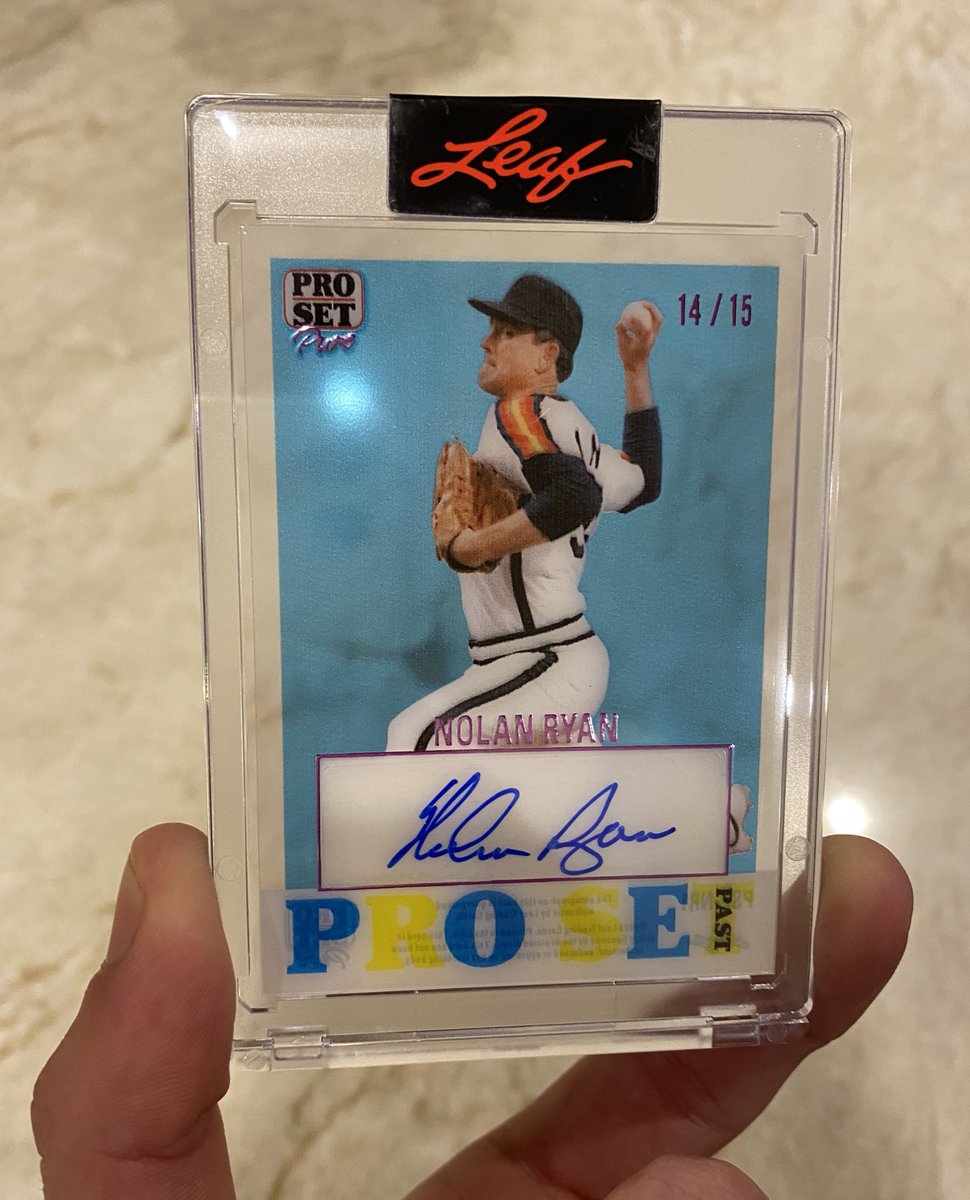 Leaf
PRO
SET
Pure
14 / 15
NOLAN RYAN
Nolan Ryan
PRO SET
PAST